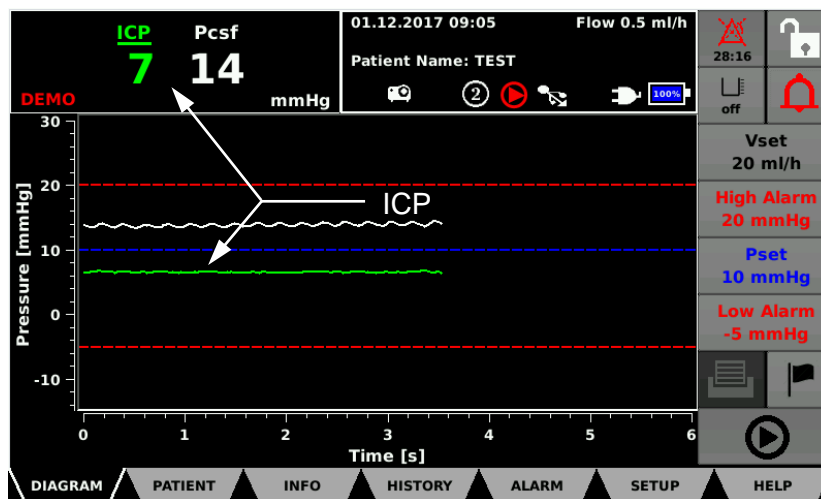 ICP Pcsf
7 14
DEMO mmHg
01.12.2017 09:05 Flow 0.5 ml/h
Patient Name: TEST
2 100%
28:16
off
Vset
20 ml/h
High Alarm
20 mmHg
Pset
10 mmHg
Low Alarm
-5 mmHg
Pressure [mmHg]
30
20
10
0
-10
ICP
0 1 2 3 4 5 6
Time [s]
DIAGRAM PATIENT INFO HISTORY ALARM SETUP HELP